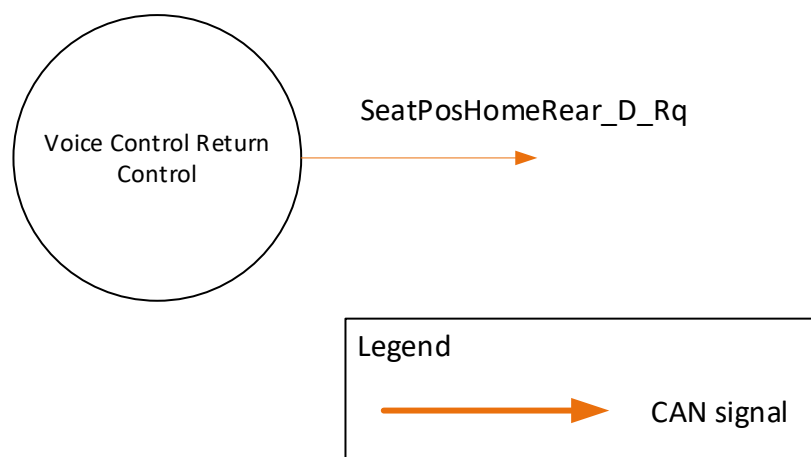 SeatPosHomeRear_D_Rq
Voice Control Return
Control
Legend
CAN signal